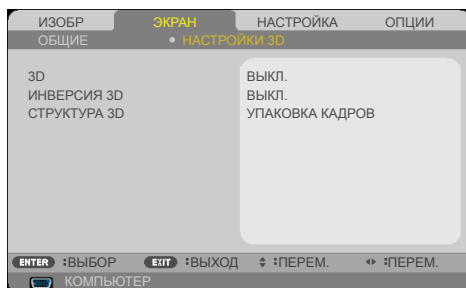 ИЗОБР ЭКРАН НАСТРОЙКА ОПЦИИ
ОБЩИЕ • НАСТРОЙКИ 3D
3D ВЫКЛ.
ИНВЕРСИЯ 3D ВЫКЛ.
СТРУКТУРА 3D УПАКОВКА КАДРОВ
ENTER :ВЫБОР EXIT :ВЫХОД :ПЕРЕМ. :ПЕРЕМ.
КОМПЬЮТЕР